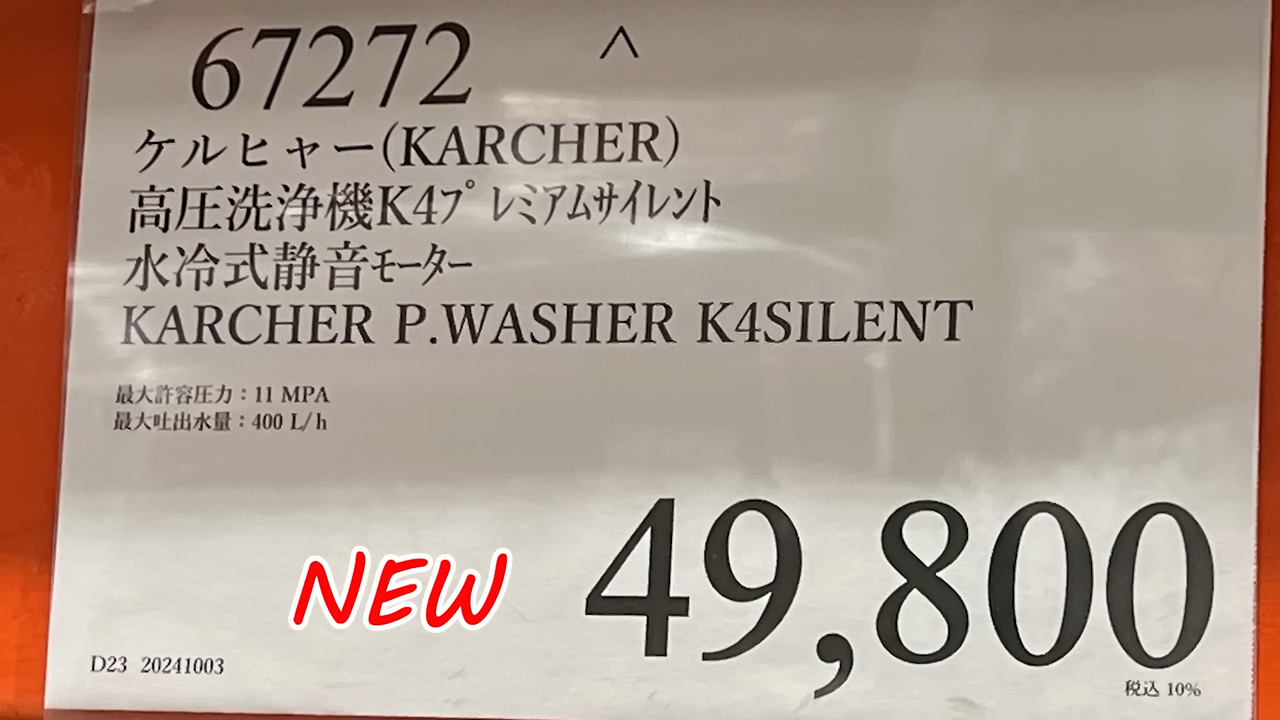 67272 ^
ケルヒャー(KARCHER)
高圧洗浄機K4プレミアムサイレント
水冷式静音モーター
KARCHER P.WASHER K4SILENT
最大許容圧力：11 MPA
最大吐出水量：400 L/h
NEW 49,800
D23 20241003
税込 10%